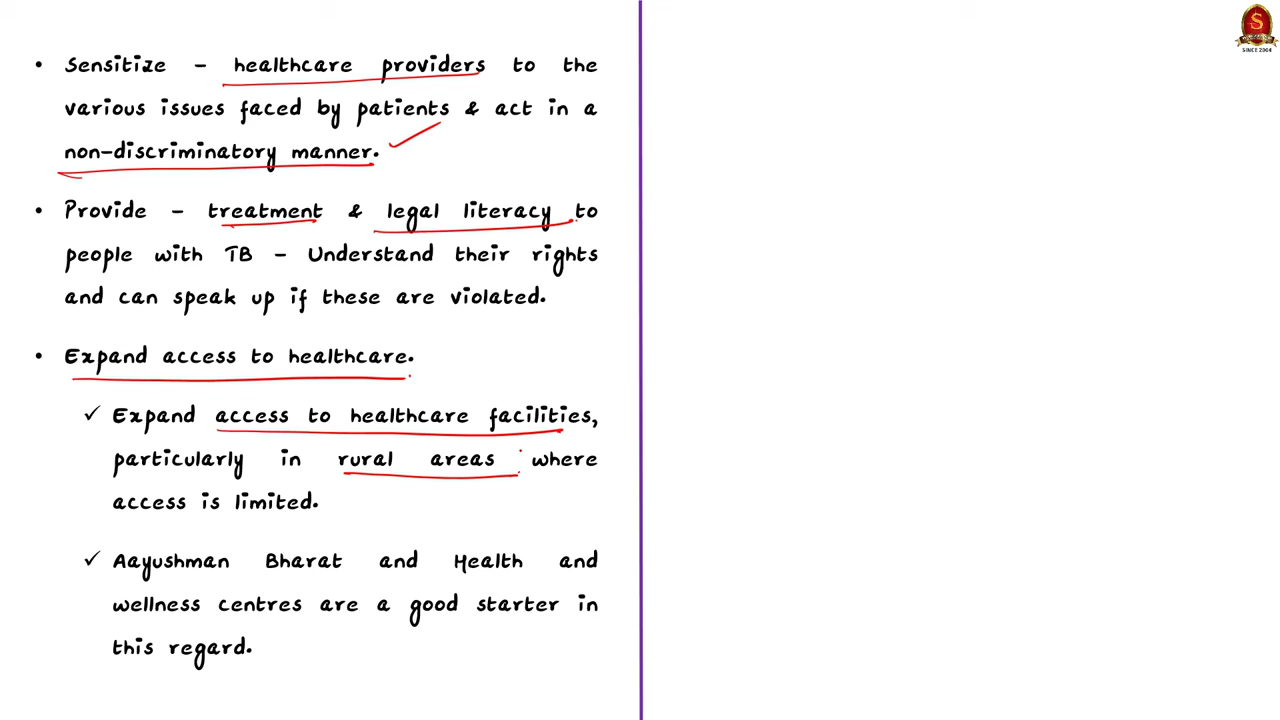 • Sensitize – healthcare providers to the
various issues faced by patients & act in a
non-discriminatory manner.
• Provide – treatment & legal literacy to
people with TB – Understand their rights
and can speak up if these are violated.
• Expand access to healthcare.
✓ Expand access to healthcare facilities,
particularly in rural areas where
access is limited.
✓ Aayushman Bharat and Health and
wellness centres are a good starter in
this regard.
S
SINCE 2004